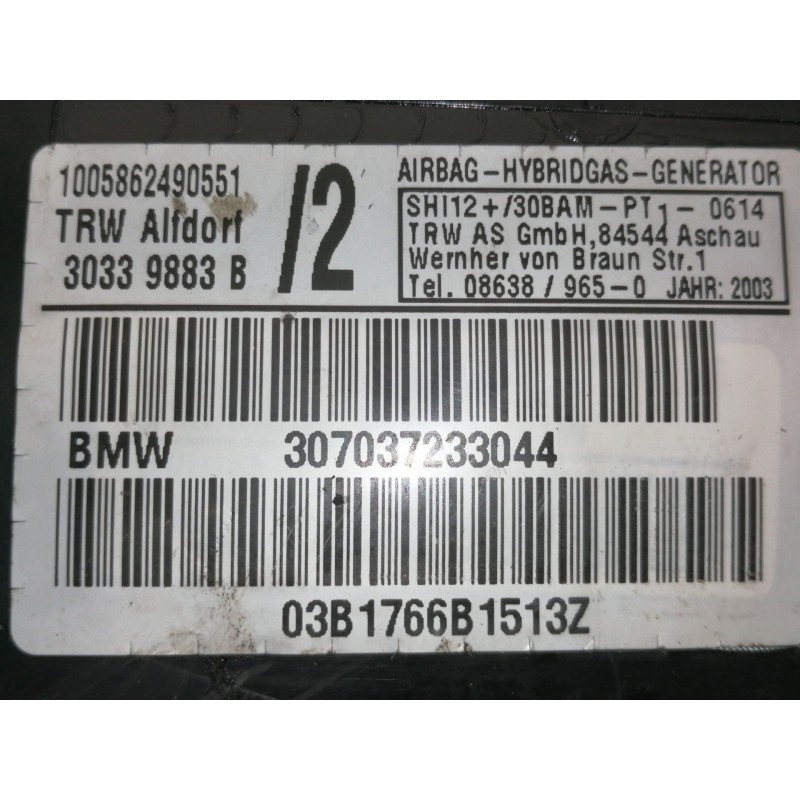 1005862490551
TRW Alfdorf
3033 9883 B
/2
AIRBAG-HYBRIDGAS-GENERATOR
SHI12+/30BAM-PT1-0614
TRW AS GmbH,84544 Aschau
Wernher von Braun Str.1
Tel. 08638 / 965-0 JAHR: 2003
BMW 307037233044
03B1766B1513Z